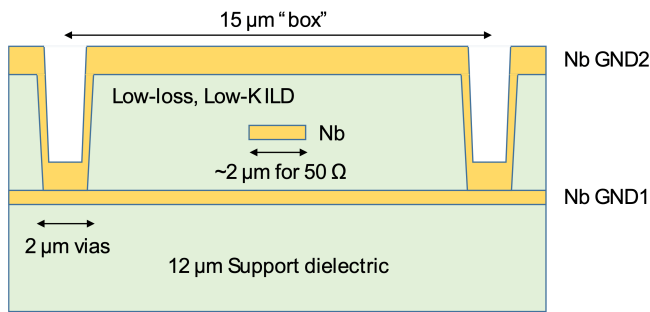 15 µm “box”
Nb GND2
Low-loss, Low-K ILD
Nb
~2 µm for 50 Ω
Nb GND1
2 µm vias
12 µm Support dielectric